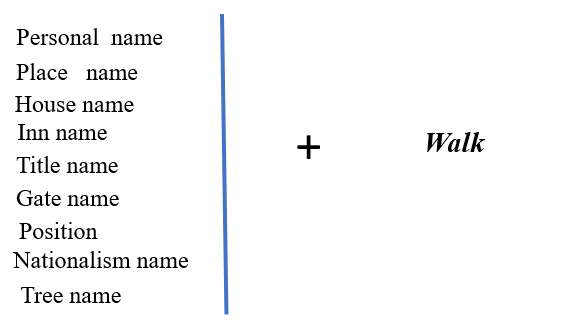 Personal name
Place name
House name
Inn name
Title name
Gate name
Position
Nationalism name
Tree name
+
Walk